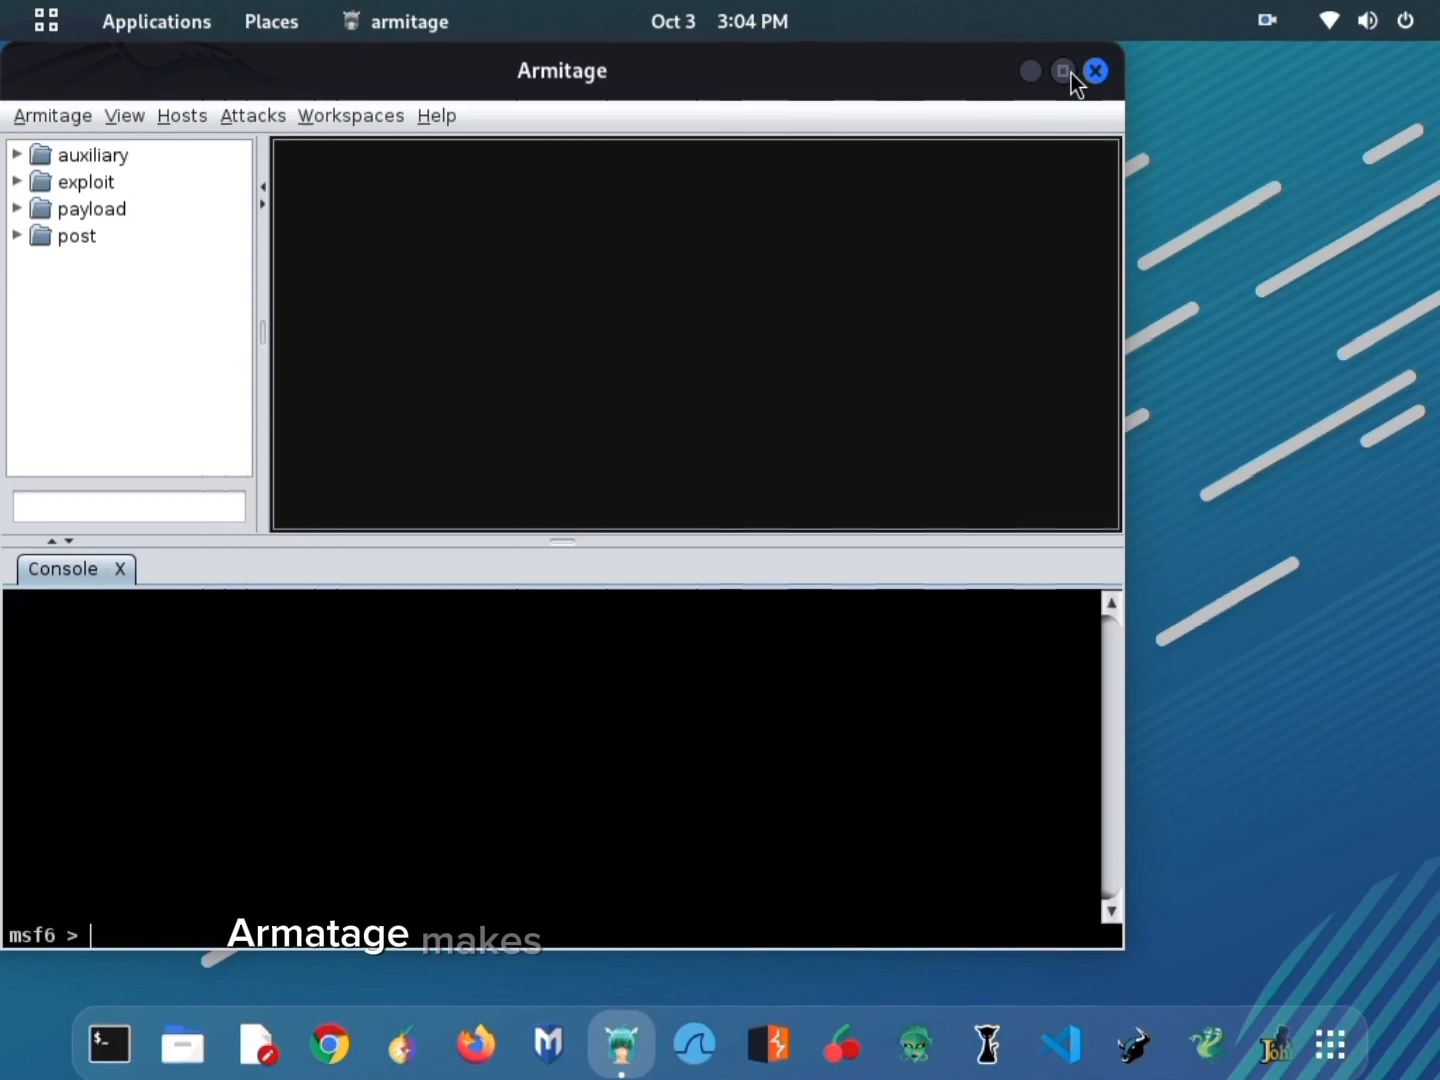 Applications Places armitage Oct 3 3:04 PM
Armitage
Armitage View Hosts Attacks Workspaces Help
auxiliary
exploit
payload
post
Console X
msf6 >
Armatage makes
$_
John